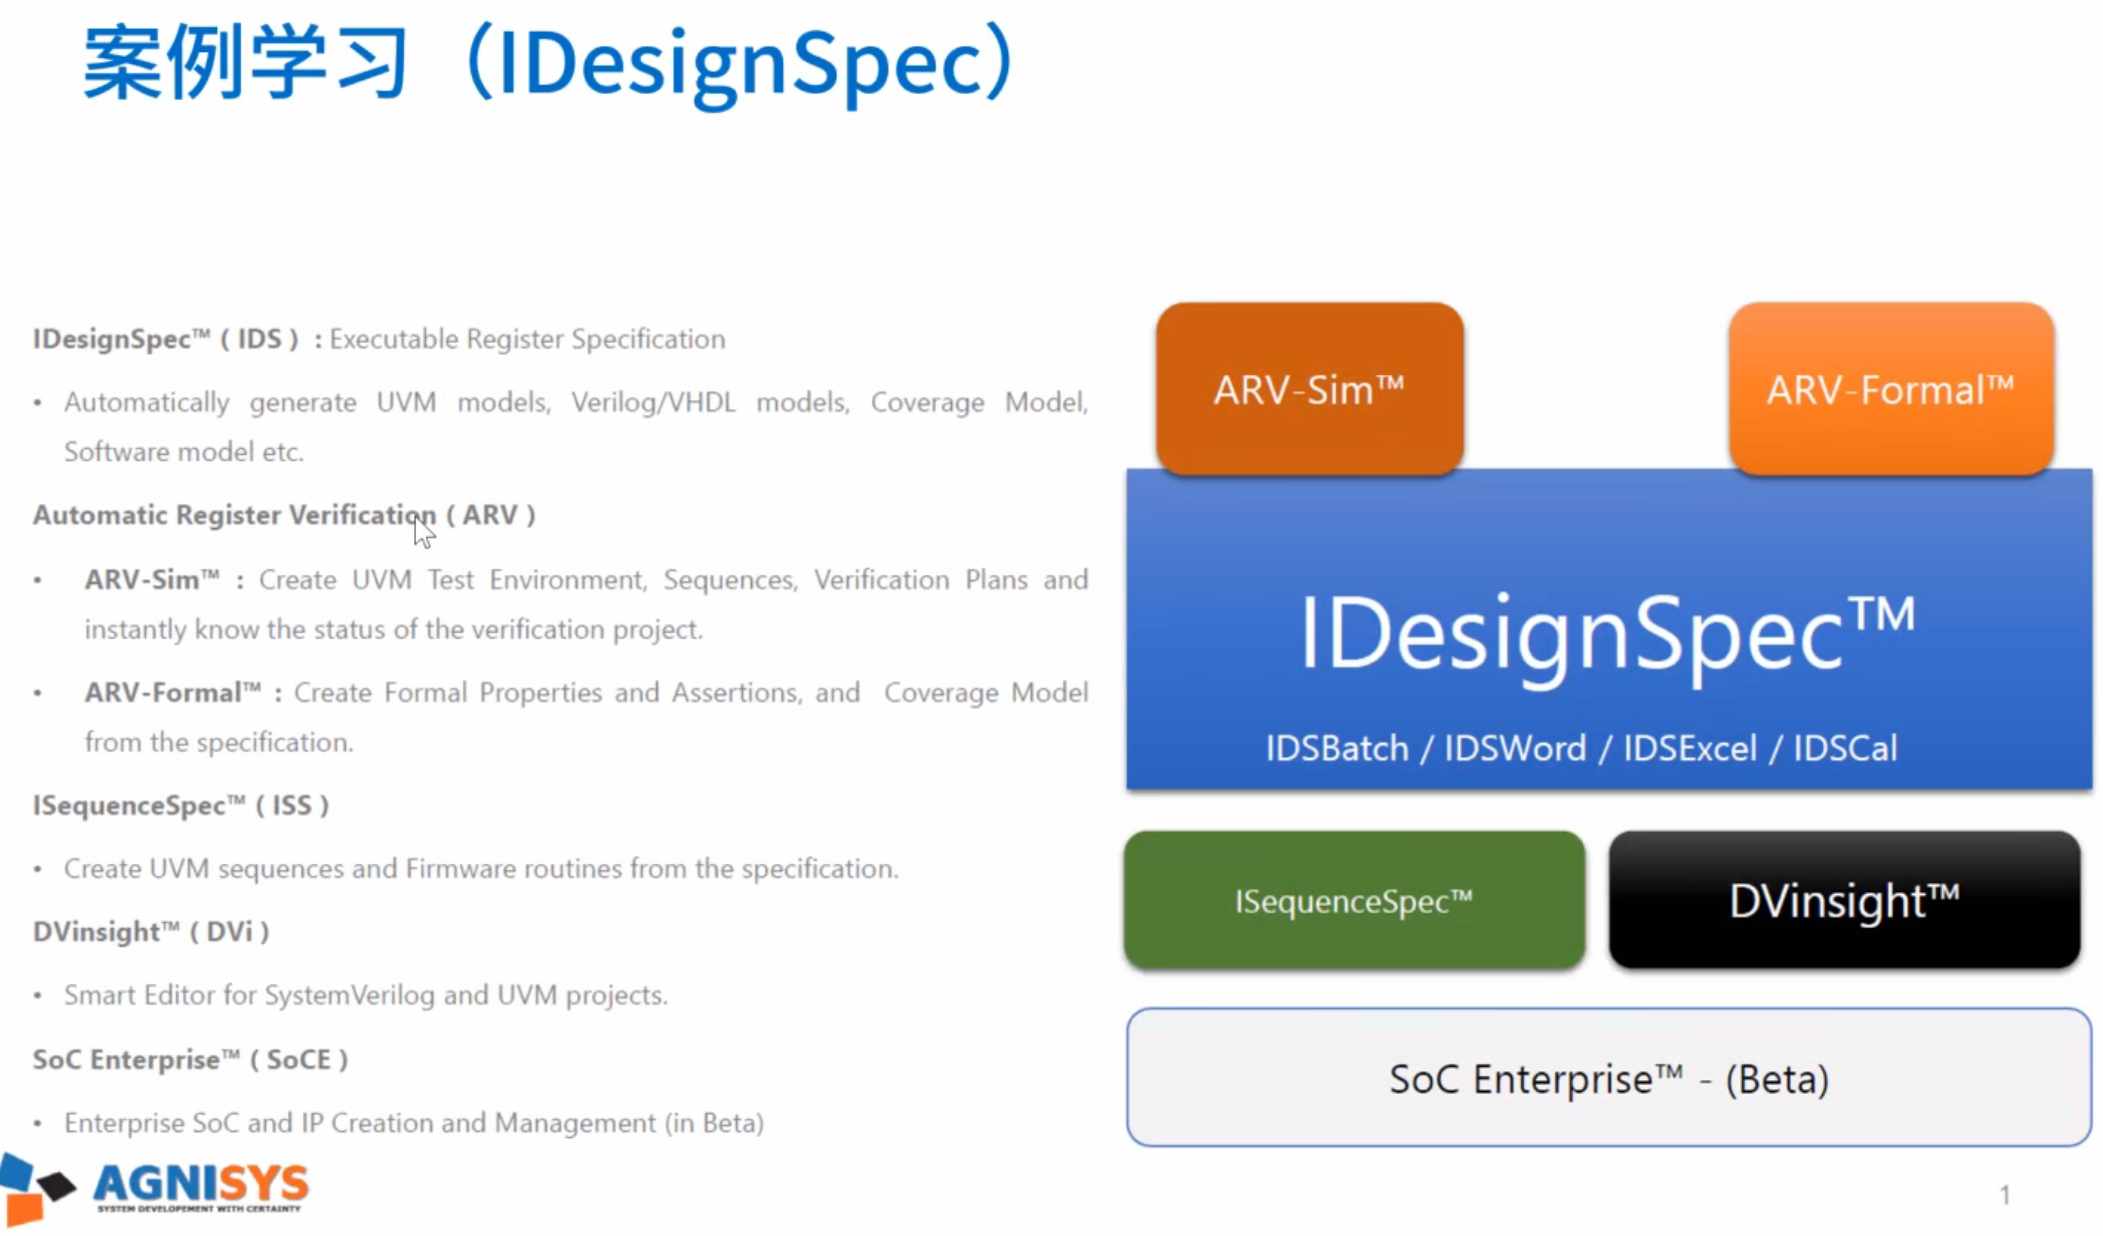 案例学习（IDesignSpec）
IDesignSpec™ ( IDS ) : Executable Register Specification
• Automatically generate UVM models, Verilog/VHDL models, Coverage Model,
Software model etc.
Automatic Register Verification ( ARV )
• ARV-Sim™ : Create UVM Test Environment, Sequences, Verification Plans and
instantly know the status of the verification project.
• ARV-Formal™ : Create Formal Properties and Assertions, and Coverage Model
from the specification.
ISequenceSpec™ ( ISS )
• Create UVM sequences and Firmware routines from the specification.
DVinsight™ ( DVi )
• Smart Editor for SystemVerilog and UVM projects.
SoC Enterprise™ ( SoCE )
• Enterprise SoC and IP Creation and Management (in Beta)
ARV-Sim™
ARV-Formal™
IDesignSpec™
IDSBatch / IDSWord / IDSExcel / IDSCal
ISequenceSpec™
DVinsight™
SoC Enterprise™ - (Beta)
AGNISYS
SYSTEM DEVELOPEMENT WITH CERTAINTY
1